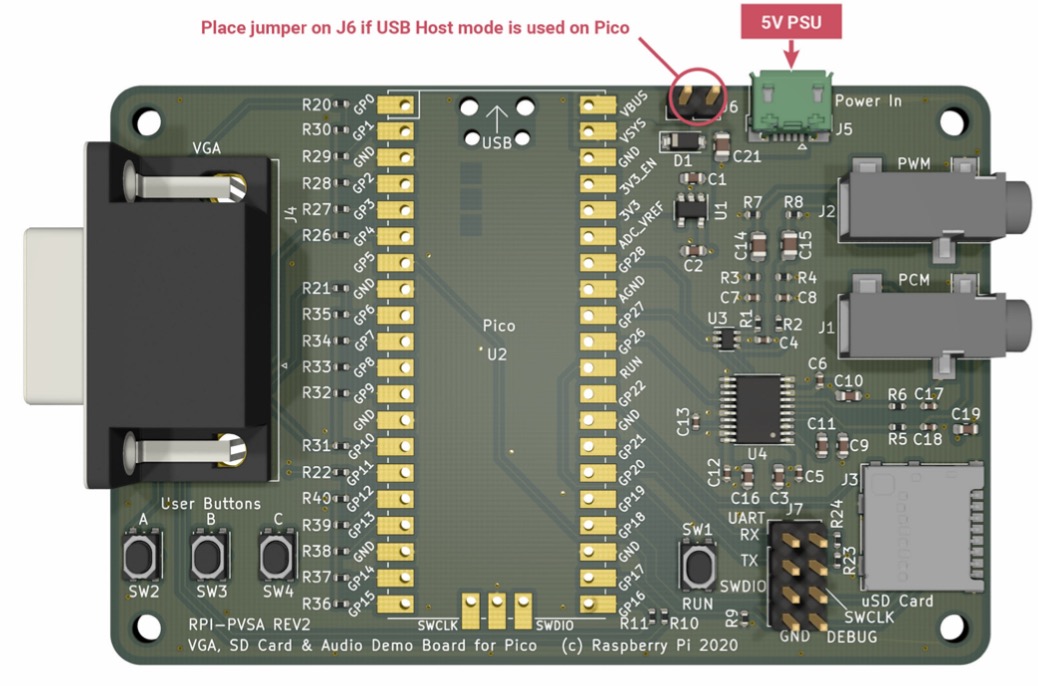 Place jumper on J6 if USB Host mode is used on Pico
5V PSU
J6
Power In
J5
D1
C21
C1
U1
C2
VGA
J4
R20
R30
R29
R28
R27
R26
R21
R35
R34
R33
R32
R31
R22
R40
R39
R38
R37
R36
GP0
GP1
GND
GP2
GP3
GP4
GP5
GND
GP6
GP7
GP8
GP9
GND
GP10
GP11
GP12
GP13
GND
GP14
GP15
USB
Pico
U2
VBUS
VSYS
GND
3V3_EN
3V3
ADC_VREF
GP28
AGND
GP27
GP26
RUN
GP22
GND
GP21
GP20
GP19
GP18
GND
GP17
GP16
SWCLK
SWDIO
PWM
J2
R7
R8
C14
C15
R3
R4
C7
C8
PCM
J1
U3
R1
R2
C4
C6
C10
R6
C17
C13
U4
C11
C9
R5
C18
C19
C12
C16
C3
C5
J3
uSD Card
User Buttons
A
B
C
SW2
SW3
SW4
SW1
RUN
UART
J7
RX
TX
SWDIO
R24
R23
SWCLK
GND
DEBUG
R11
R10
R9
RPI-PVSA REV2
VGA, SD Card & Audio Demo Board for Pico (c) Raspberry Pi 2020